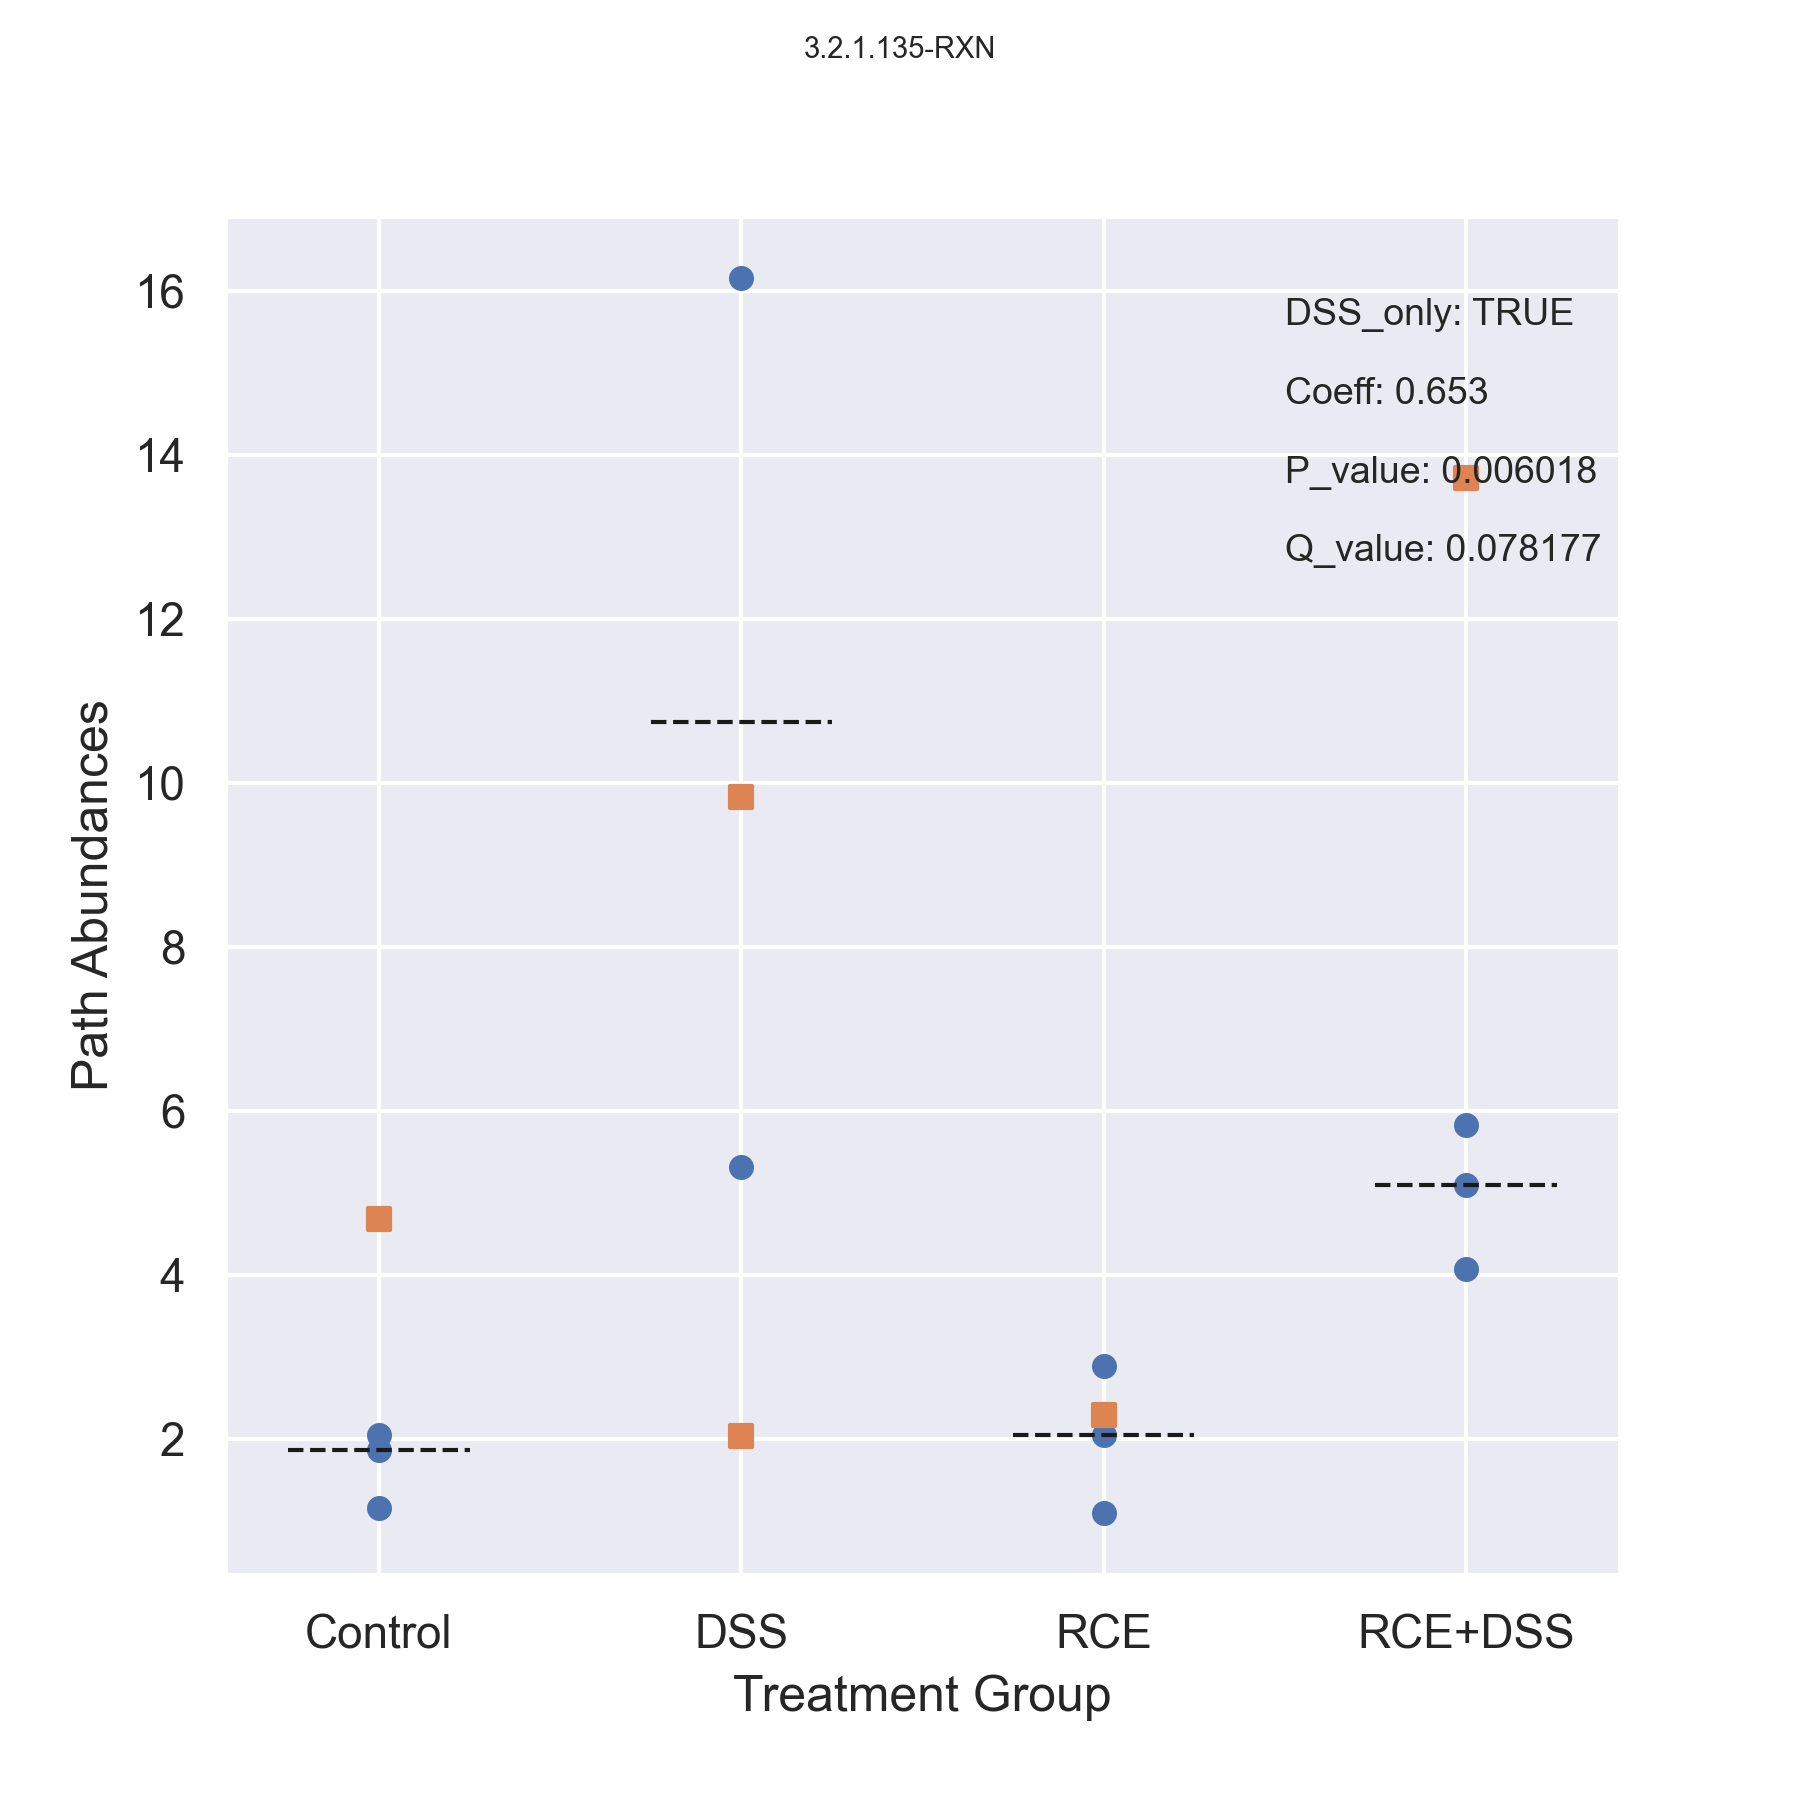 3.2.1.135-RXN
16
14
12
10
8
6
4
2
Path Abundances
DSS_only: TRUE
Coeff: 0.653
P_value: 0.006018
Q_value: 0.078177
Control
DSS
RCE
RCE+DSS
Treatment Group